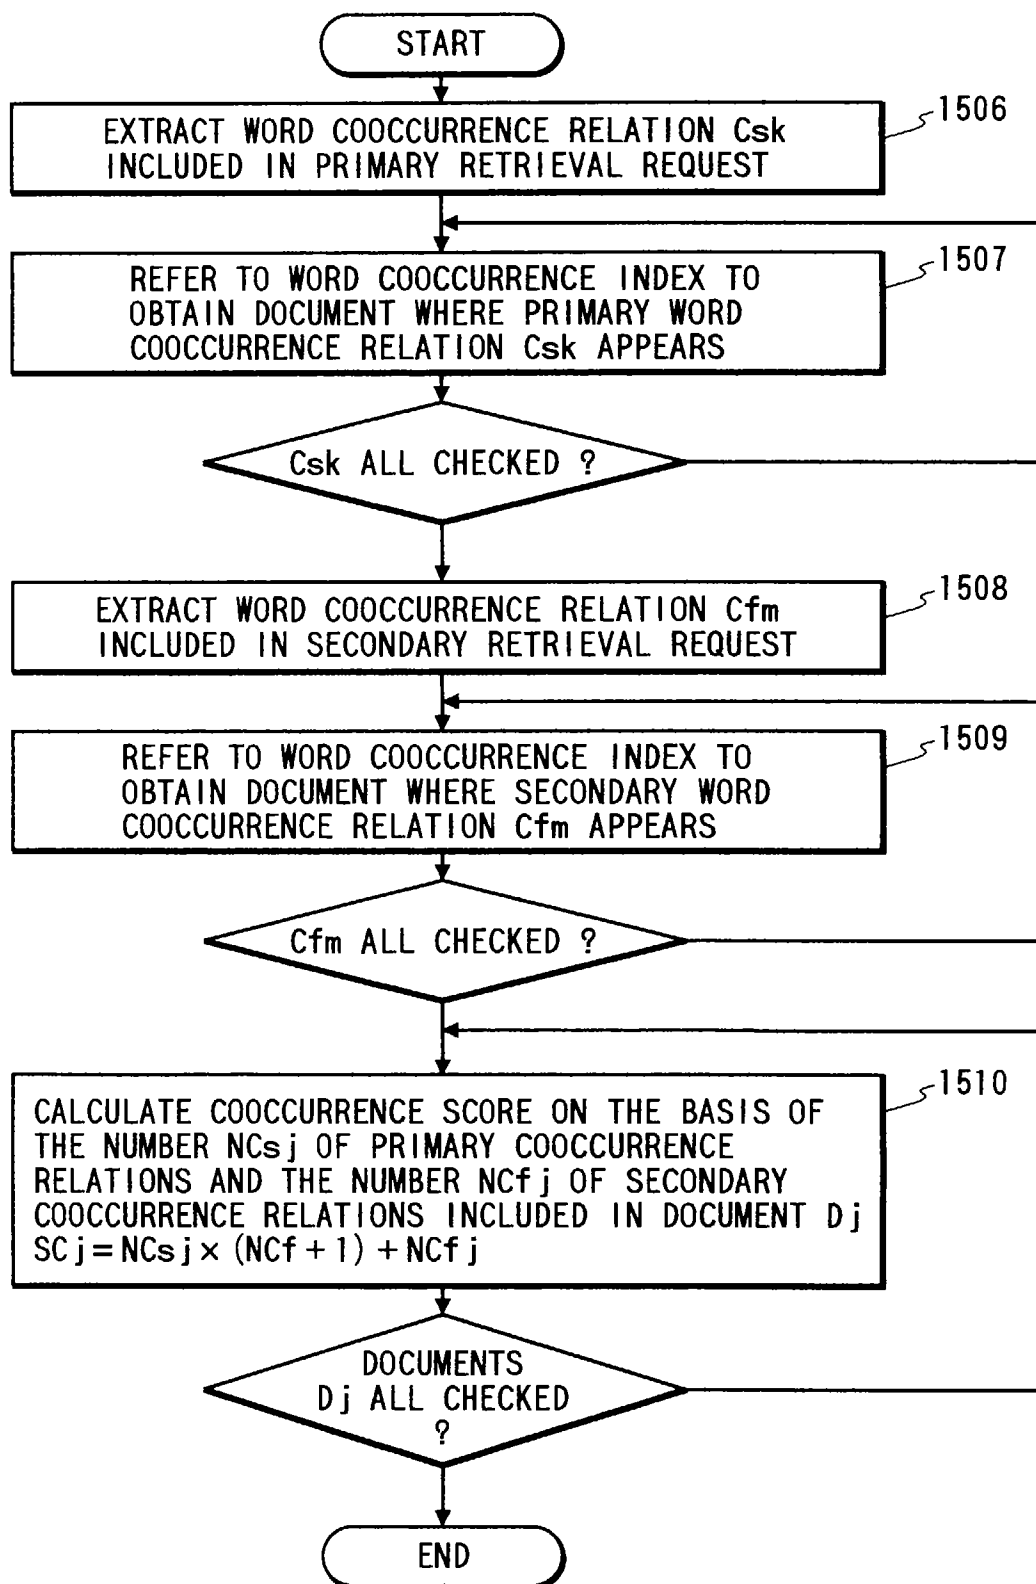 START
1506
EXTRACT WORD COOCCURRENCE RELATION Csk
INCLUDED IN PRIMARY RETRIEVAL REQUEST
1507
REFER TO WORD COOCCURRENCE INDEX TO
OBTAIN DOCUMENT WHERE PRIMARY WORD
COOCCURRENCE RELATION Csk APPEARS
Csk ALL CHECKED ?
1508
EXTRACT WORD COOCCURRENCE RELATION Cfm
INCLUDED IN SECONDARY RETRIEVAL REQUEST
1509
REFER TO WORD COOCCURRENCE INDEX TO
OBTAIN DOCUMENT WHERE SECONDARY WORD
COOCCURRENCE RELATION Cfm APPEARS
Cfm ALL CHECKED ?
1510
CALCULATE COOCCURRENCE SCORE ON THE BASIS OF
THE NUMBER NCsj OF PRIMARY COOCCURRENCE
RELATIONS AND THE NUMBER NCfj OF SECONDARY
COOCCURRENCE RELATIONS INCLUDED IN DOCUMENT Dj
SCj=NCsj×(NCf+1)+NCfj
DOCUMENTS
Dj ALL CHECKED
?
END